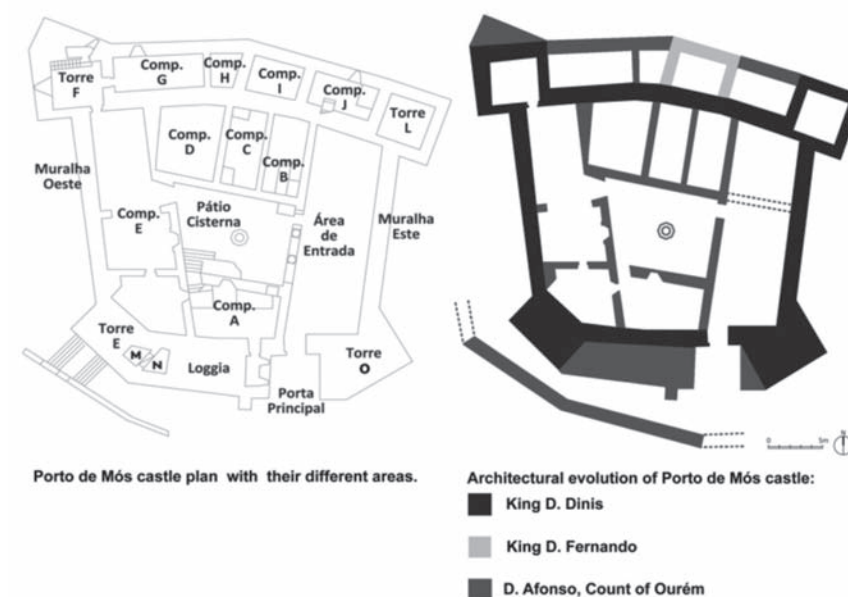 Torre
F
Comp.
G
Comp.
H
Comp.
I
Comp.
J
Torre
L
Comp.
D
Comp.
C
Comp.
B
Muralha
Oeste
Comp.
E
Pátio
Cisterna
Área
de
Entrada
Muralha
Este
Comp.
A
Torre
E
M
N
Loggia
Torre
O
Porta
Principal
Porto de Mós castle plan with their different areas.
0 5m
N
Architectural evolution of Porto de Mós castle:
King D. Dinis
King D. Fernando
D. Afonso, Count of Ourém